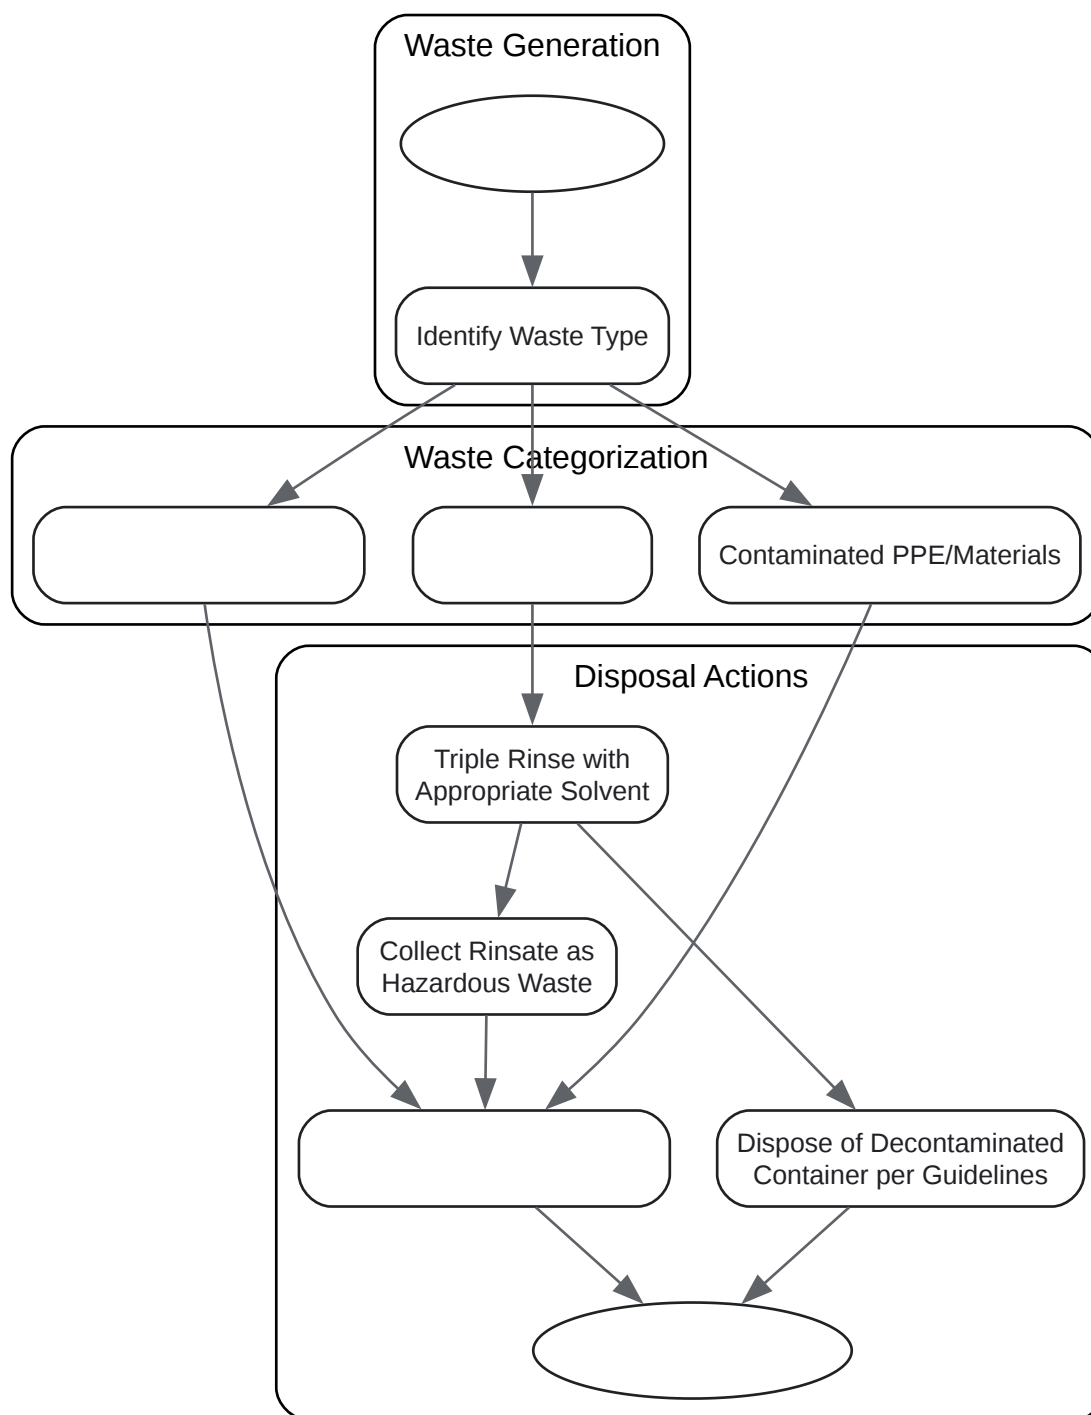 Waste Generation
Identify Waste Type
Waste Categorization
Contaminated PPE/Materials
Disposal Actions
Triple Rinse with
Appropriate Solvent
Collect Rinsate as
Hazardous Waste
Dispose of Decontaminated
Container per Guidelines